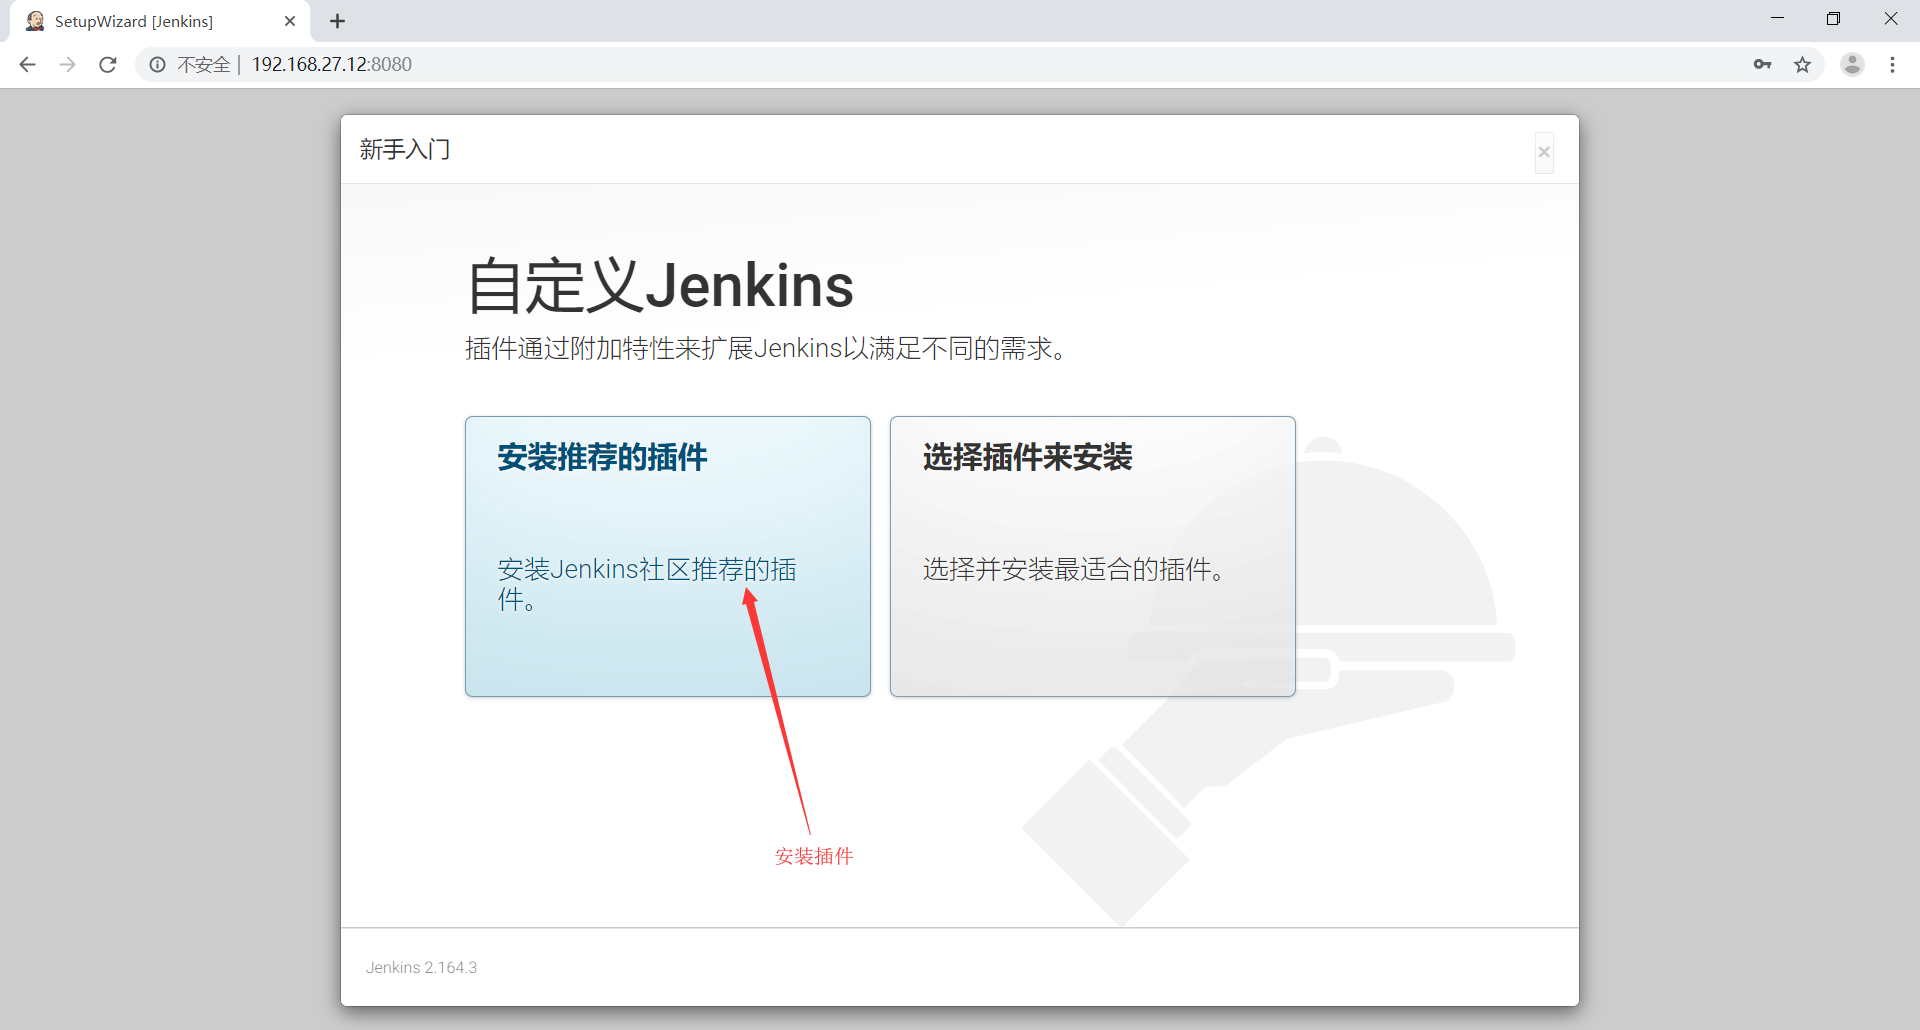 SetupWizard [Jenkins]
不安全 | 192.168.27.12:8080
新手入门
自定义Jenkins
插件通过附加特性来扩展Jenkins以满足不同的需求。
安装推荐的插件
安装Jenkins社区推荐的插
件。
选择插件来安装
选择并安装最适合的插件。
安装插件
Jenkins 2.164.3